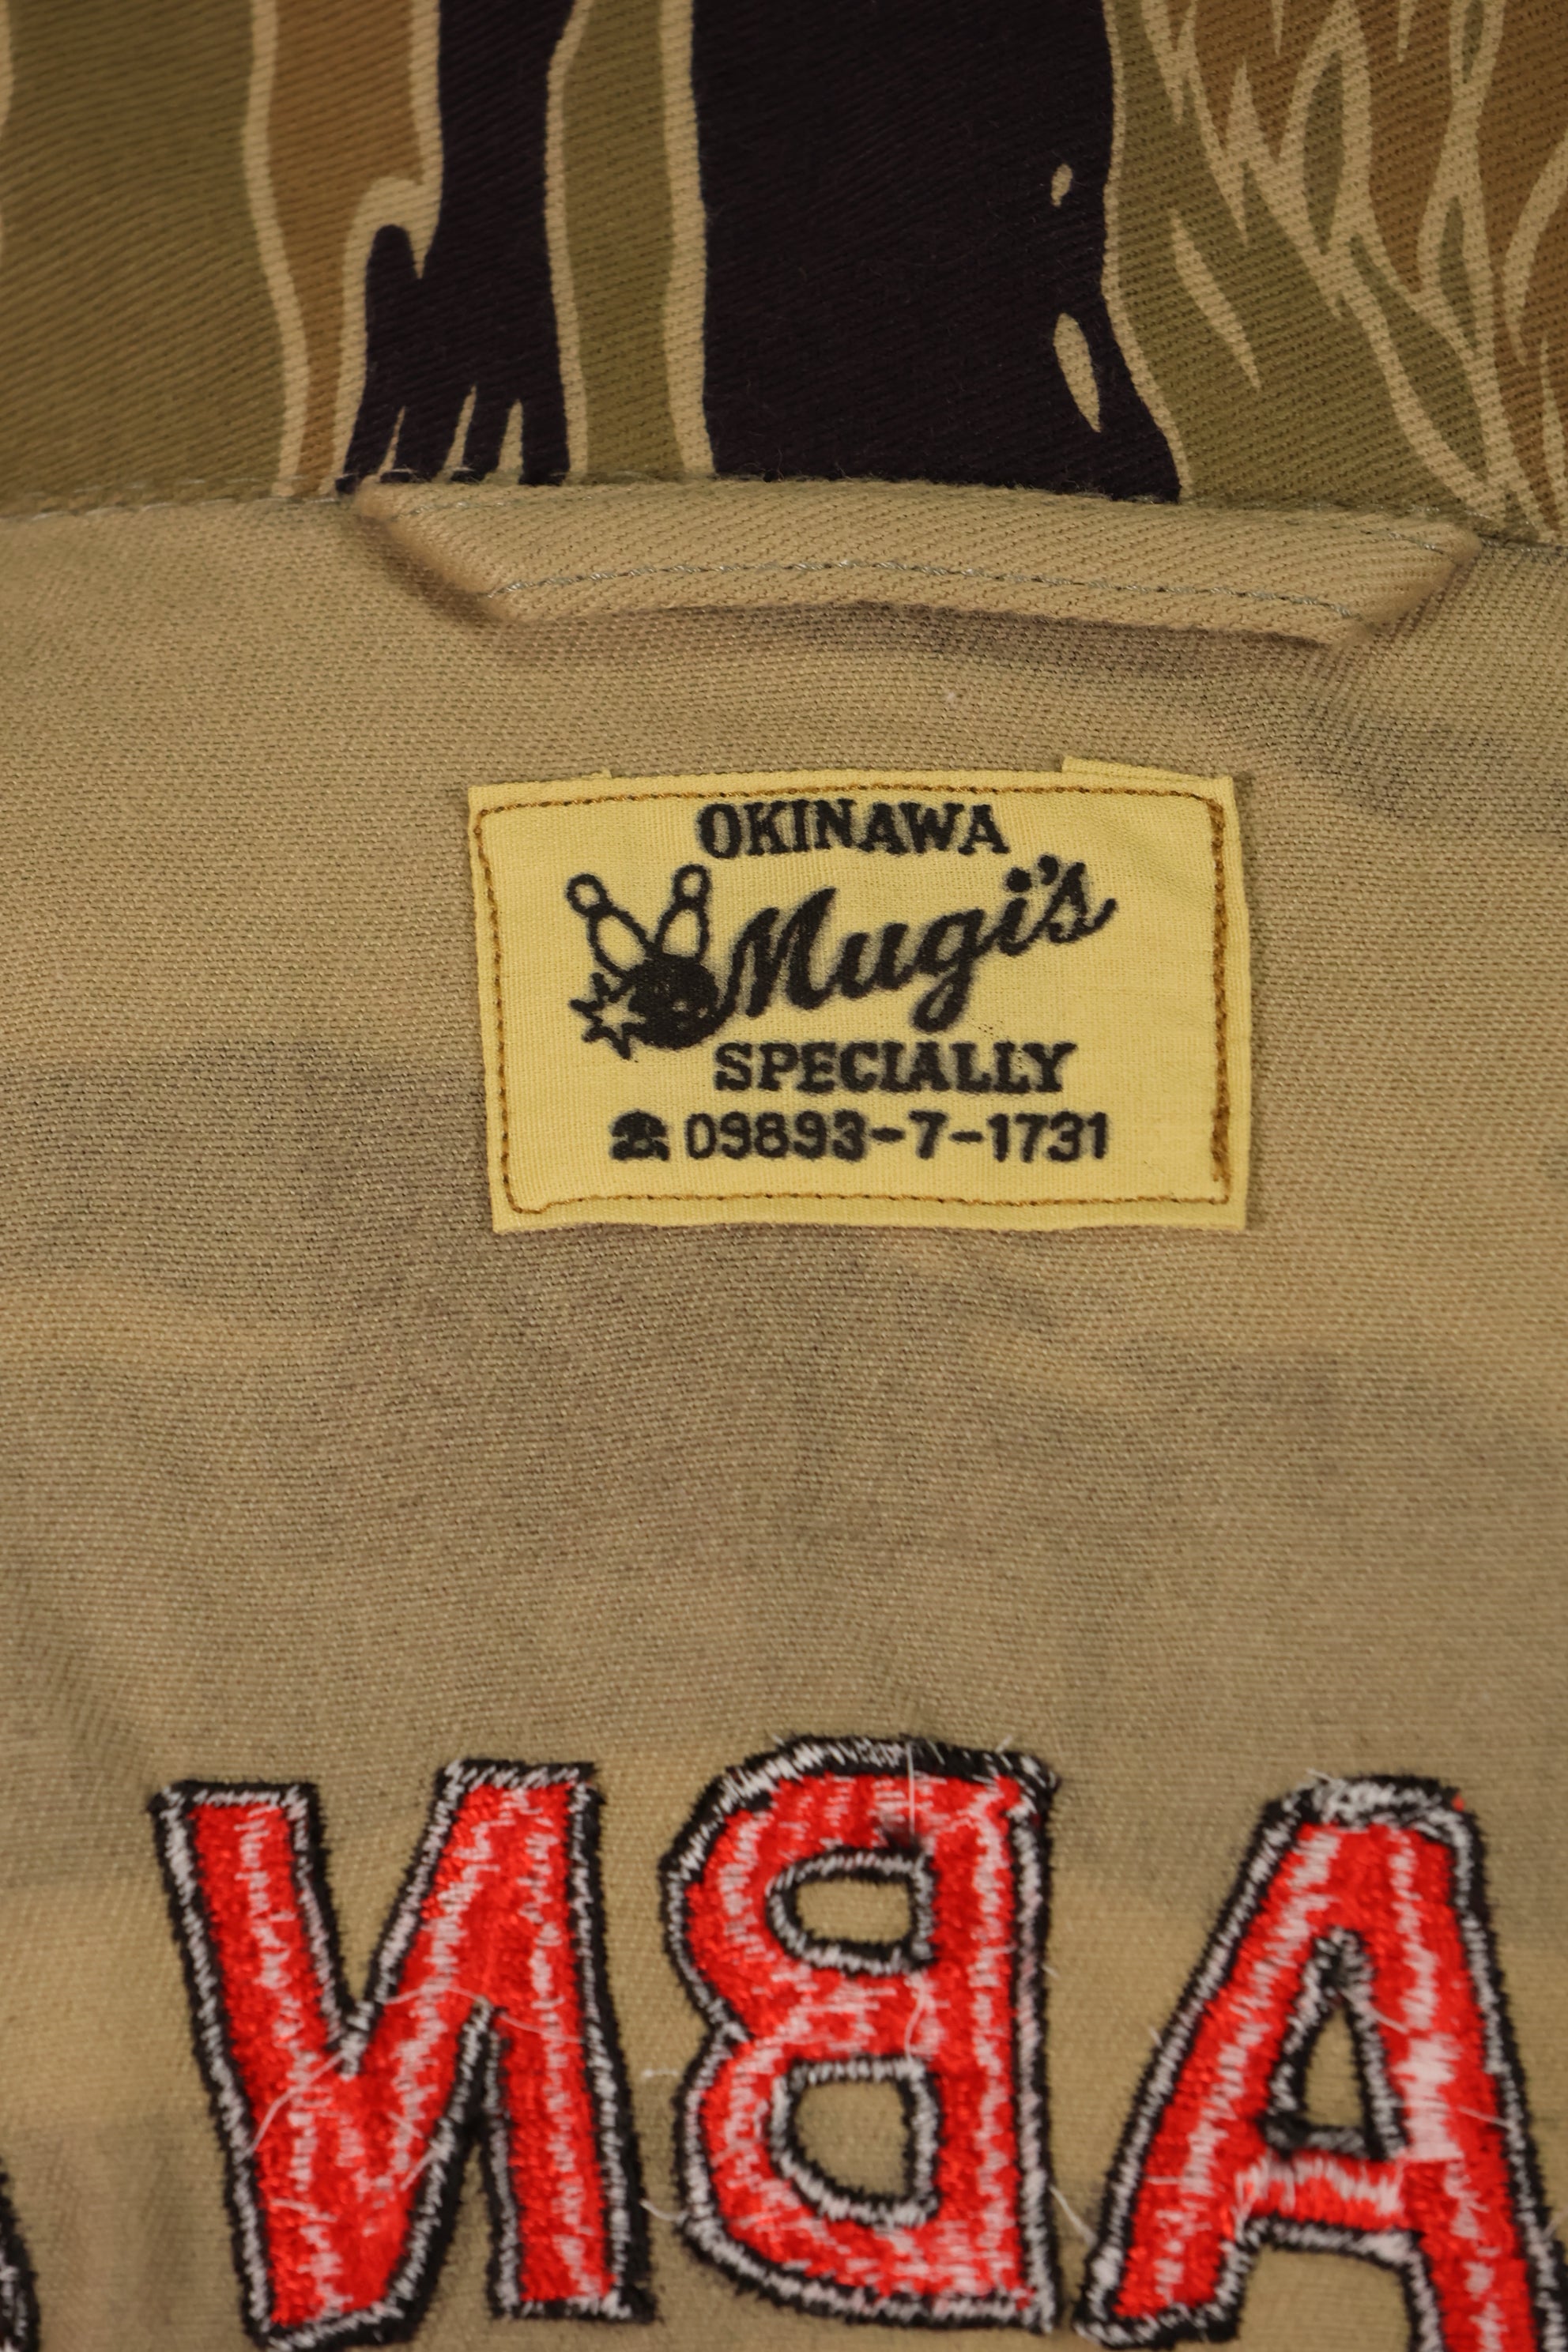 OKINAWA
Mugi's
SPECIALLY
☎ 09893-7-1731
ABN